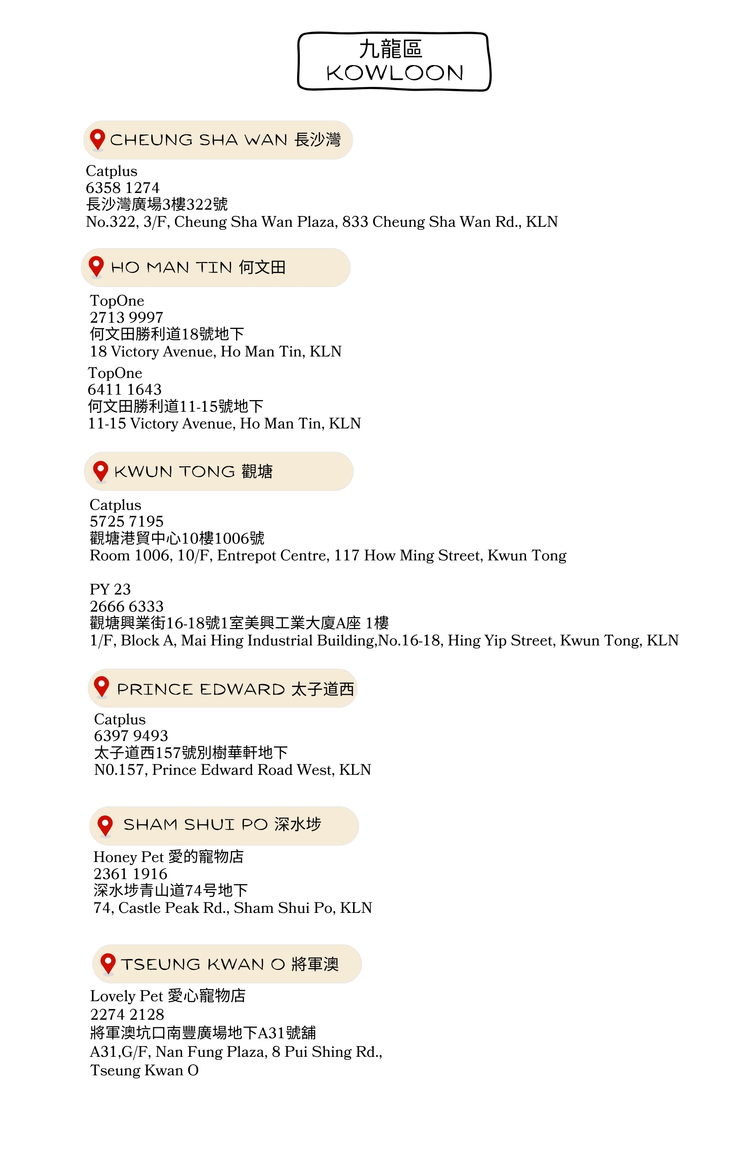 九龍區
KOWLOON
CHEUNG SHA WAN 長沙灣
Catplus
6358 1274
長沙灣廣場3樓322號
No.322, 3/F, Cheung Sha Wan Plaza, 833 Cheung Sha Wan Rd., KLN
HO MAN TIN 何文田
TopOne
2713 9997
何文田勝利道18號地下
18 Victory Avenue, Ho Man Tin, KLN
TopOne
6411 1643
何文田勝利道11-15號地下
11-15 Victory Avenue, Ho Man Tin, KLN
KWUN TONG 觀塘
Catplus
5725 7195
觀塘港貿中心10樓1006號
Room 1006, 10/F, Entrepot Centre, 117 How Ming Street, Kwun Tong
PY 23
2666 6333
觀塘興業街16-18號1室美興工業大廈A座 1樓
1/F, Block A, Mai Hing Industrial Building,No.16-18, Hing Yip Street, Kwun Tong, KLN
PRINCE EDWARD 太子道西
Catplus
6397 9493
太子道西157號別樹華軒地下
N0.157, Prince Edward Road West, KLN
SHAM SHUI PO 深水埗
Honey Pet 愛的寵物店
2361 1916
深水埗青山道74号地下
74, Castle Peak Rd., Sham Shui Po, KLN
TSEUNG KWAN O 將軍澳
Lovely Pet 愛心寵物店
2274 2128
將軍澳坑口南豐廣場地下A31號舖
A31,G/F, Nan Fung Plaza, 8 Pui Shing Rd.,
Tseung Kwan O